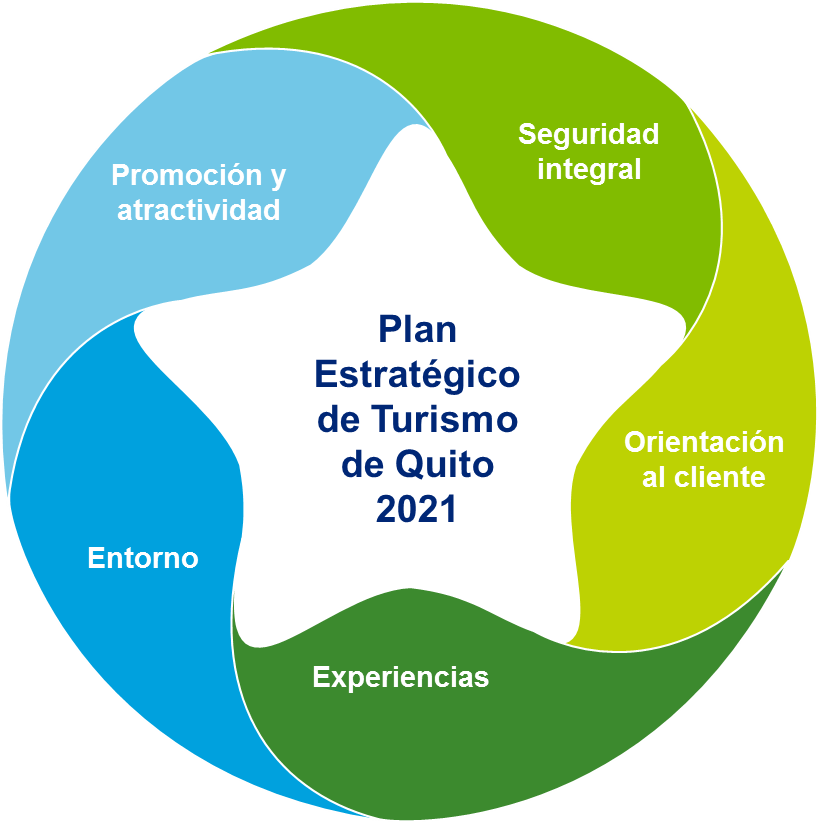 Seguridad
integral
Promoción y
atractividad
Plan
Estratégico
de Turismo
de Quito
2021
Orientación
al cliente
Entorno
Experiencias